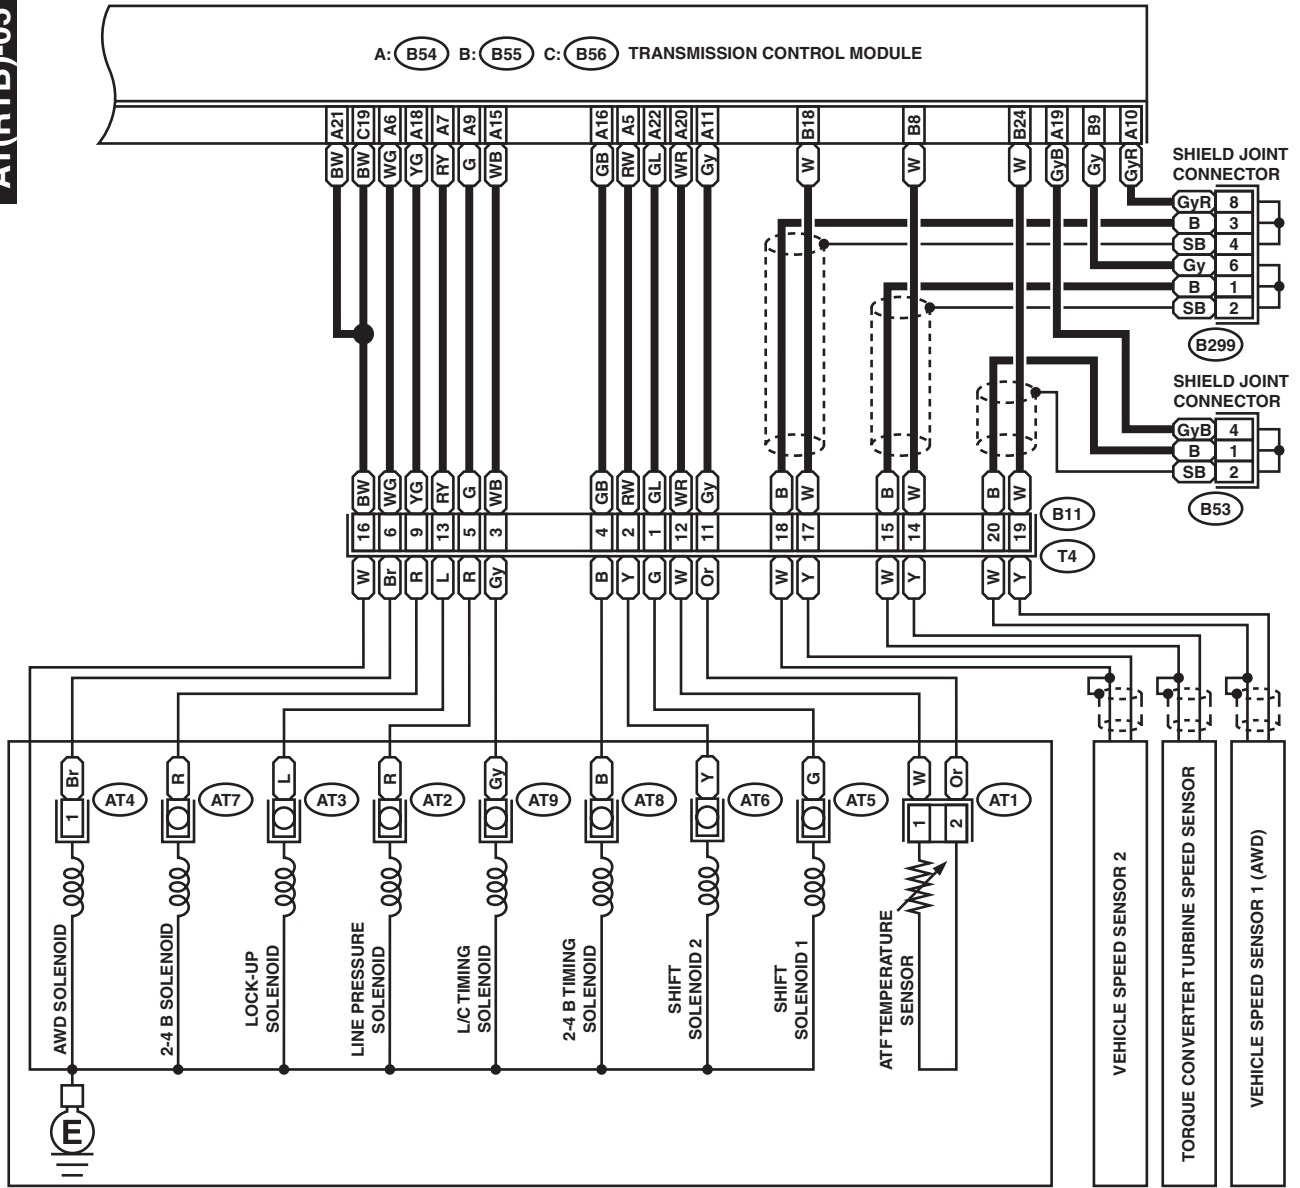 A: B54 B: B55 C: B56 TRANSMISSION CONTROL MODULE
A21 C19 A6 A18 A7 A9 A15 A16 A5 A22 A20 A11 B18 B8 B24 A19 B9 A10
BW BW WG YG RY G WB GB RW GL WR Gy W W W GyB Gy GyR
SHIELD JOINT
CONNECTOR
GyR 8
B 3
SB 4
Gy 6
B 1
SB 2
B299
SHIELD JOINT
CONNECTOR
GyB 4
B 1
SB 2
B53
BW WG YG RY G WB GB RW GL WR Gy B W B W B W
16 6 9 13 5 3 4 2 1 12 11 18 17 15 14 20 19
B11
T4
W Br R L R Gy B Y G W Or W Y W Y W Y
Br R L R Gy B Y G W Or
AT4 AT7 AT3 AT2 AT9 AT8 AT6 AT5 AT1
1 1 2
AWD SOLENOID
2-4 B SOLENOID
LOCK-UP
SOLENOID
LINE PRESSURE
SOLENOID
L/C TIMING
SOLENOID
2-4 B TIMING
SOLENOID
SHIFT
SOLENOID 2
SHIFT
SOLENOID 1
ATF TEMPERATURE
SENSOR
VEHICLE SPEED SENSOR 2
TORQUE CONVERTER TURBINE SPEED SENSOR
VEHICLE SPEED SENSOR 1 (AWD)
E